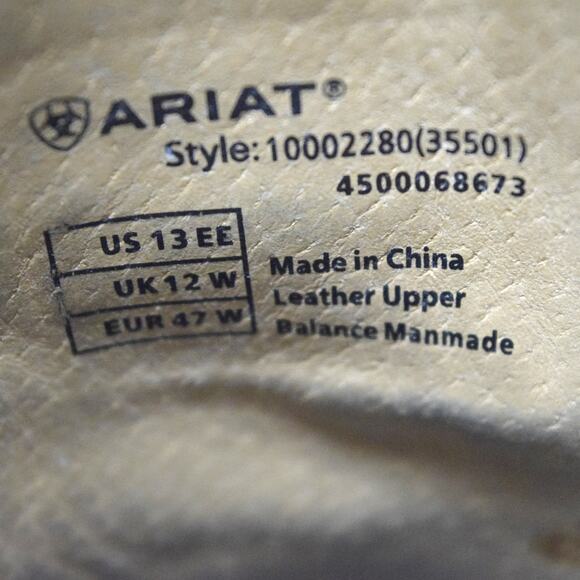 ARIAT®
Style: 10002280(35501)
4500068673
US 13 EE
UK 12 W
EUR 47 W
Made in China
Leather Upper
Balance Manmade